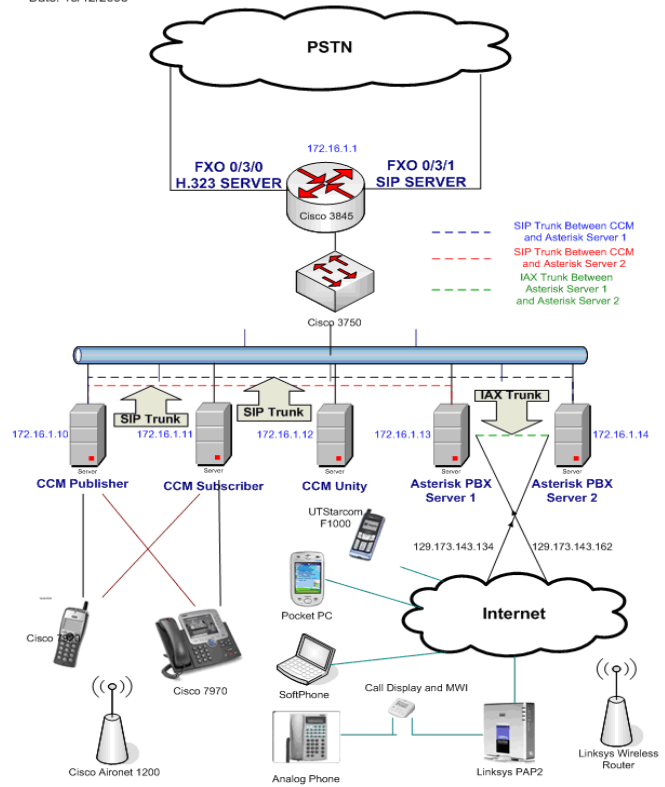 PSTN
172.16.1.1
FXO 0/3/0
H.323 SERVER
FXO 0/3/1
SIP SERVER
Cisco 3845
SIP Trunk Between CCM
and Asterisk Server 1
SIP Trunk Between CCM
and Asterisk Server 2
IAX Trunk Between
Asterisk Server 1
and Asterisk Server 2
Cisco 3750
SIP Trunk
SIP Trunk
IAX Trunk
172.16.1.10
172.16.1.11
172.16.1.12
172.16.1.13
172.16.1.14
Server
Server
Server
Server
Server
CCM Publisher
CCM Subscriber
CCM Unity
Asterisk PBX
Server 1
Asterisk PBX
Server 2
UTStarcom
F1000
129.173.143.134
129.173.143.162
Pocket PC
Internet
Cisco
Cisco 7970
SoftPhone
Call Display and MWI
Cisco Aironet 1200
Analog Phone
Linksys PAP2
Linksys Wireless
Router